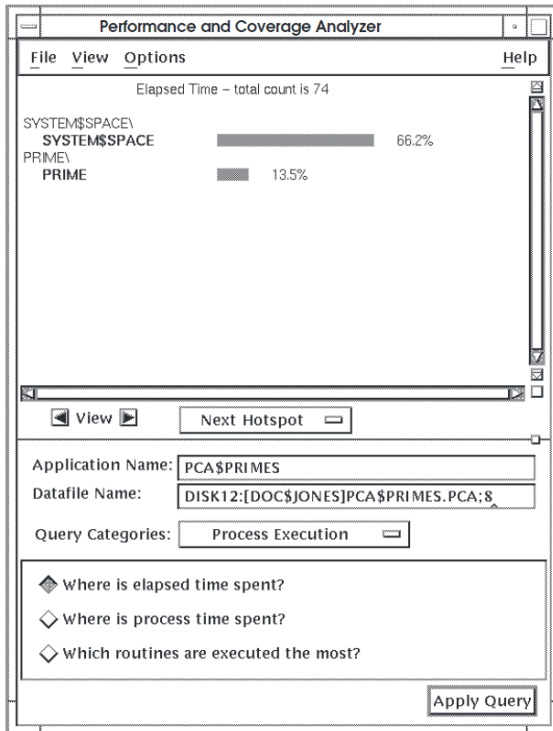 Performance and Coverage Analyzer
File View Options Help
Elapsed Time – total count is 74
SYSTEM$SPACE\
SYSTEM$SPACE 66.2%
PRIME\
PRIME 13.5%
View Next Hotspot
Application Name: PCA$PRIMES
Datafile Name: DISK12:[DOC$JONES]PCA$PRIMES.PCA;8
Query Categories: Process Execution
Where is elapsed time spent?
Where is process time spent?
Which routines are executed the most?
Apply Query